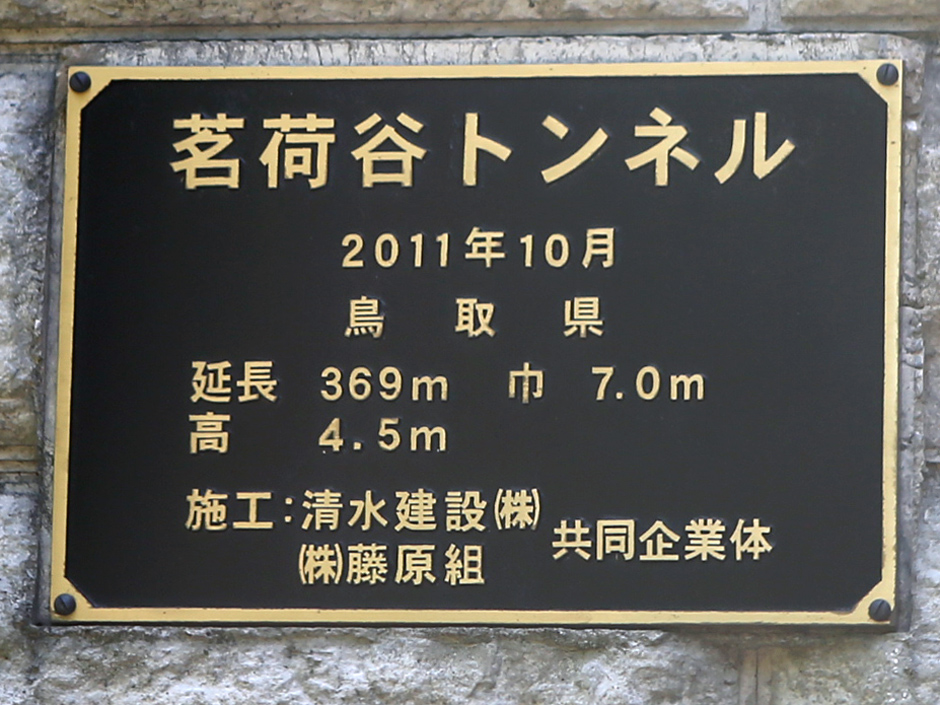 茗荷谷トンネル
2011年10月
鳥取県
延長 369m 巾 7.0m
高 4.5m
施工:清水建設㈱
㈱藤原組
共同企業体